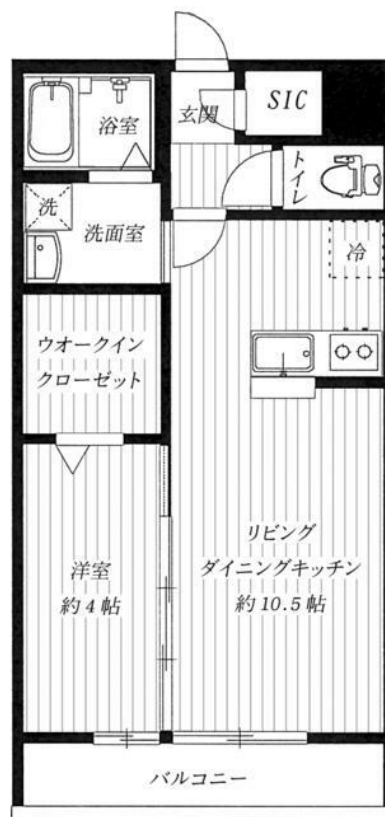 浴室
玄関
SIC
トイレ
洗
洗面室
冷
ウオークイン
クローゼット
リビング
ダイニングキッチン
約10.5帖
洋室
約4帖
バルコニー